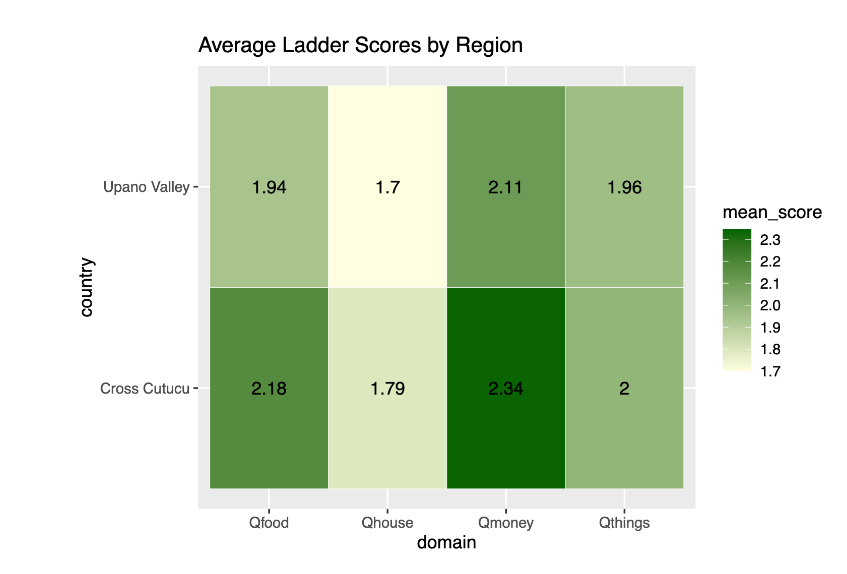 Average Ladder Scores by Region
country
Upano Valley
1.94
1.7
2.11
1.96
Cross Cutucu
2.18
1.79
2.34
2
Qfood
Qhouse
Qmoney
Qthings
domain
mean_score
2.3
2.2
2.1
2.0
1.9
1.8
1.7